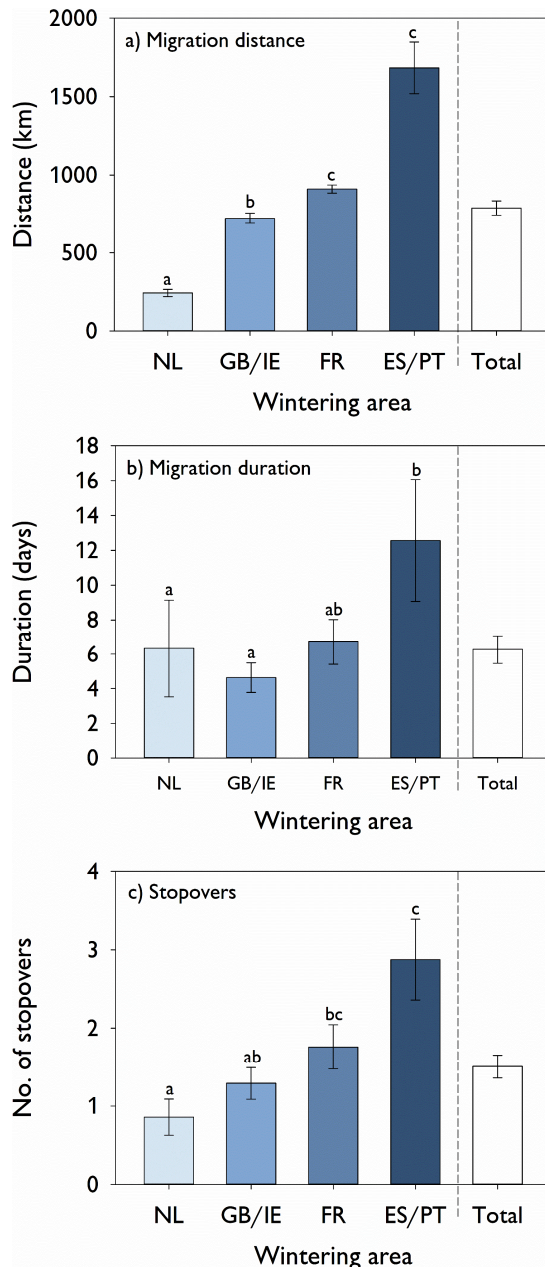 a) Migration distance
Distance (km)
2000
1500
1000
500
0
a
b
c
c
NL GB/IE FR ES/PT Total
Wintering area
b) Migration duration
Duration (days)
18
16
14
12
10
8
6
4
2
0
a
a
ab
b
NL GB/IE FR ES/PT Total
Wintering area
c) Stopovers
No. of stopovers
4
3
2
1
0
a
ab
bc
c
NL GB/IE FR ES/PT Total
Wintering area